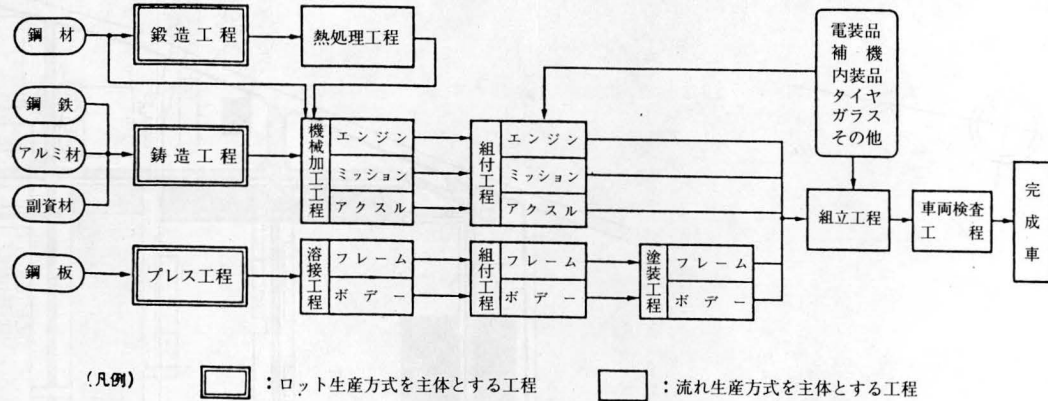 鋼材
鍛造工程
熱処理工程
電装品
補機
内装品
タイヤ
ガラス
その他
鋼鉄
アルミ材
副資材
鋳造工程
機械加工工程
エンジン
ミッション
アクスル
組付工程
エンジン
ミッション
アクスル
組立工程
車両検査
工程
完成車
鋼板
プレス工程
溶接工程
フレーム
ボデー
組付工程
フレーム
ボデー
塗装工程
フレーム
ボデー
(凡例)
:ロット生産方式を主体とする工程
:流れ生産方式を主体とする工程